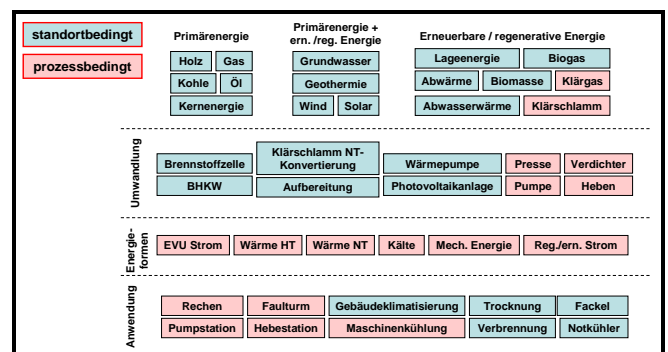 standortbedingt
prozessbedingt
Primärenergie
Holz
Gas
Kohle
Öl
Kernenergie
Primärenergie +
ern. /reg. Energie
Grundwasser
Geothermie
Wind
Solar
Erneuerbare / regenerative Energie
Lageenergie
Biogas
Abwärme
Biomasse
Klärgas
Abwasserwärme
Klärschlamm
Umwandlung
Brennstoffzelle
Klärschlamm NT-
Konvertierung
Wärmepumpe
Presse
Verdichter
BHKW
Aufbereitung
Photovoltaikanlage
Pumpe
Heben
Energie-
formen
EVU Strom
Wärme HT
Wärme NT
Kälte
Mech. Energie
Reg./ern. Strom
Anwendung
Rechen
Faulturm
Gebäudeklimatisierung
Trocknung
Fackel
Pumpstation
Hebestation
Maschinenkühlung
Verbrennung
Notkühler